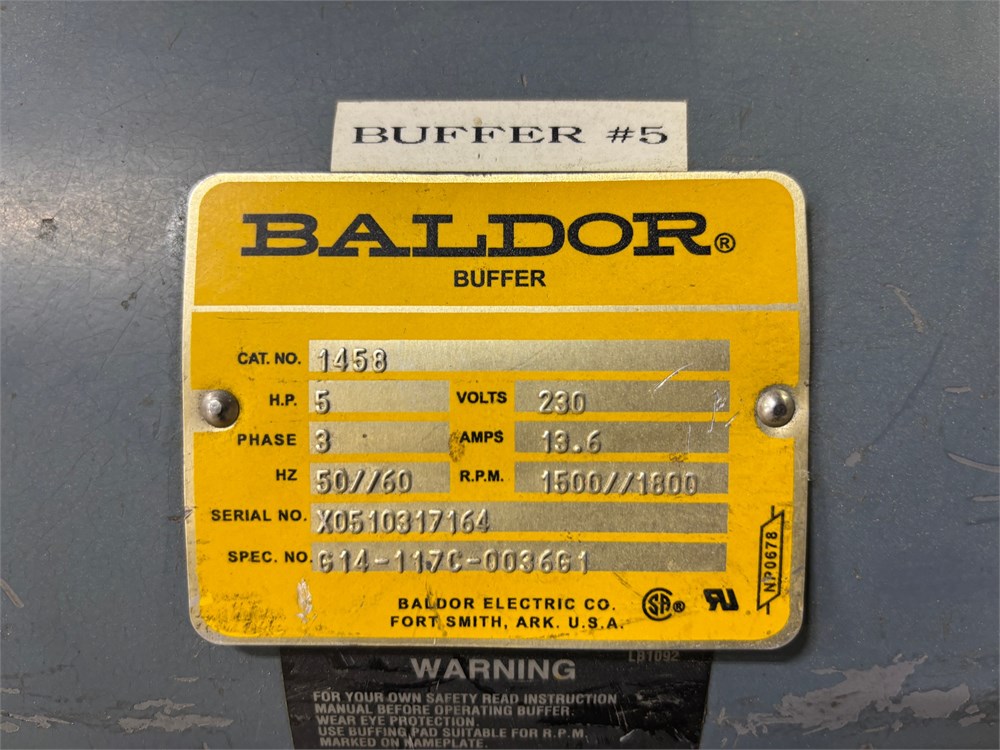 BUFFER #5
BALDOR®
BUFFER
CAT. NO. 1458
H.P. 5 VOLTS 230
PHASE 3 AMPS 13.6
HZ 50//60 R.P.M. 1500//1800
SERIAL NO. X0510317164
SPEC. NO. G14-117C-0036G1
NP0678
BALDOR ELECTRIC CO.
FORT SMITH, ARK. U.S.A.
LB1092
WARNING
FOR YOUR OWN SAFETY READ INSTRUCTION
MANUAL BEFORE OPERATING BUFFER.
WEAR EYE PROTECTION.
USE BUFFING PAD SUITABLE FOR R.P.M.
MARKED ON NAMEPLATE.